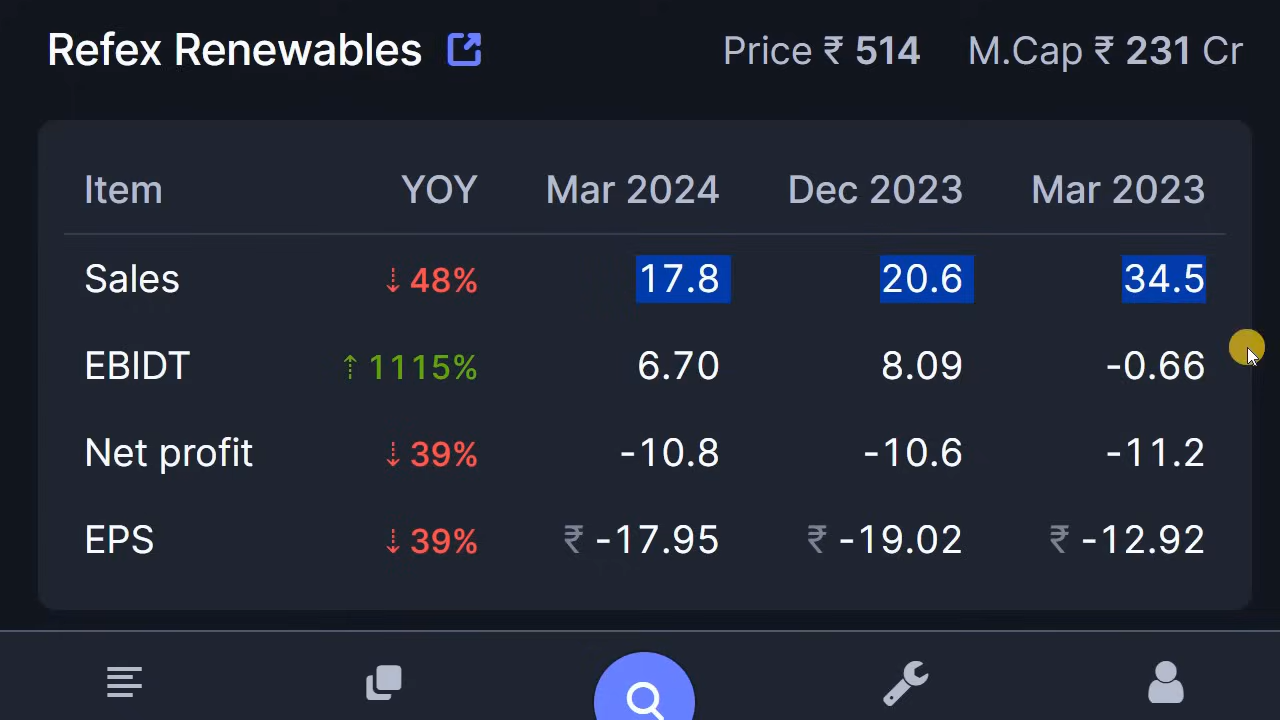 Refex Renewables Price ₹ 514 M.Cap ₹ 231 Cr
Item YOY Mar 2024 Dec 2023 Mar 2023
Sales ⇣ 48% 17.8 20.6 34.5
EBIDT ⇡ 1115% 6.70 8.09 -0.66
Net profit ⇣ 39% -10.8 -10.6 -11.2
EPS ⇣ 39% ₹ -17.95 ₹ -19.02 ₹ -12.92